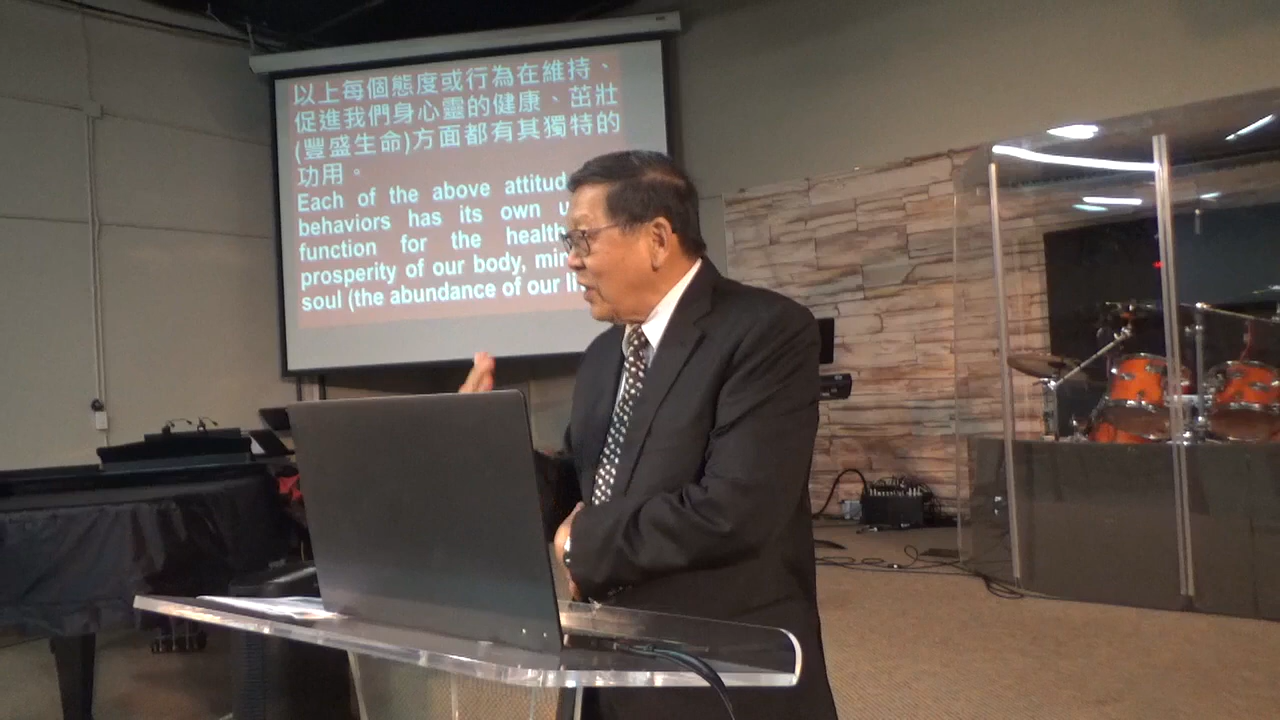 以上每個態度或行為在維持、
促進我們身心靈的健康、茁壯
(豐盛生命)方面都有其獨特的
功用。
Each of the above
behaviors has its own
function for the
prosperity of our body,
soul (the abundance of our